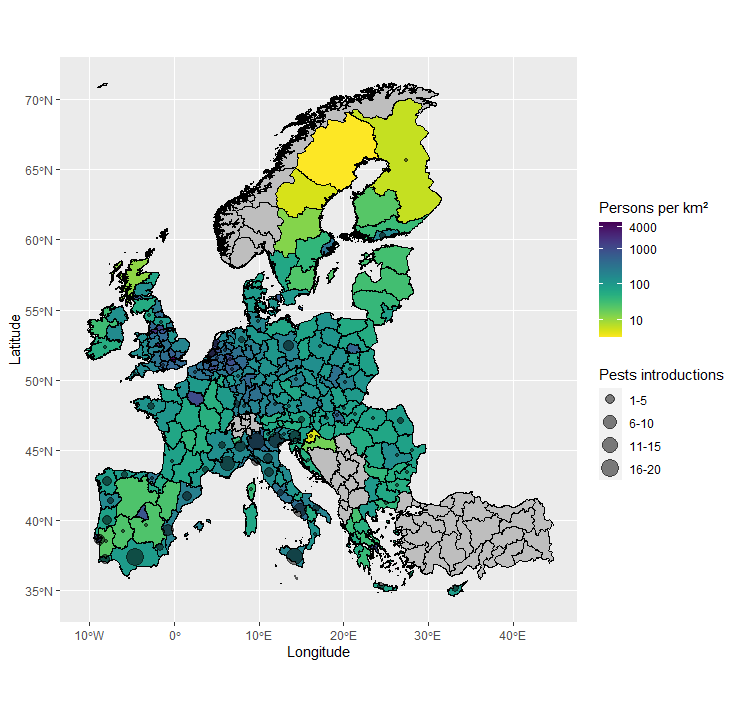 Latitude
70°N
65°N
60°N
55°N
50°N
45°N
40°N
35°N
10°W
0°
10°E
20°E
30°E
40°E
Longitude
Persons per km²
4000
1000
100
10
Pests introductions
1-5
6-10
11-15
16-20